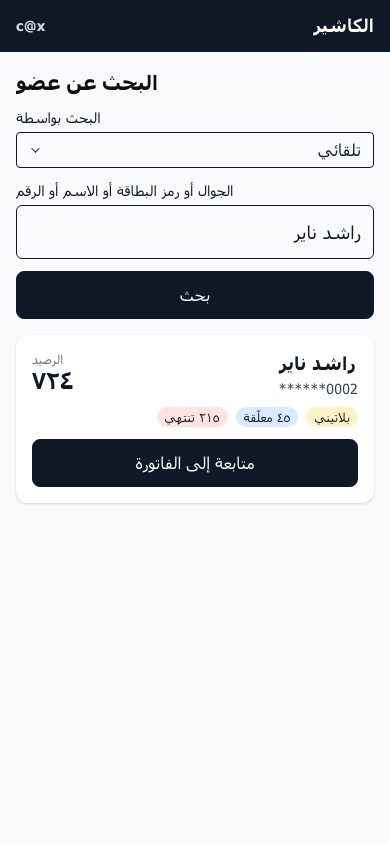 الكاشير
c@x
البحث عن عضو
البحث بواسطة
تلقائي
الجوال أو رمز البطاقة أو الاسم أو الرقم
راشد ناير
بحث
راشد ناير
الرصيد
******0002
٧٢٤
بلاتيني
٤٥ معلّقة
٢١٥ تنتهي
متابعة إلى الفاتورة